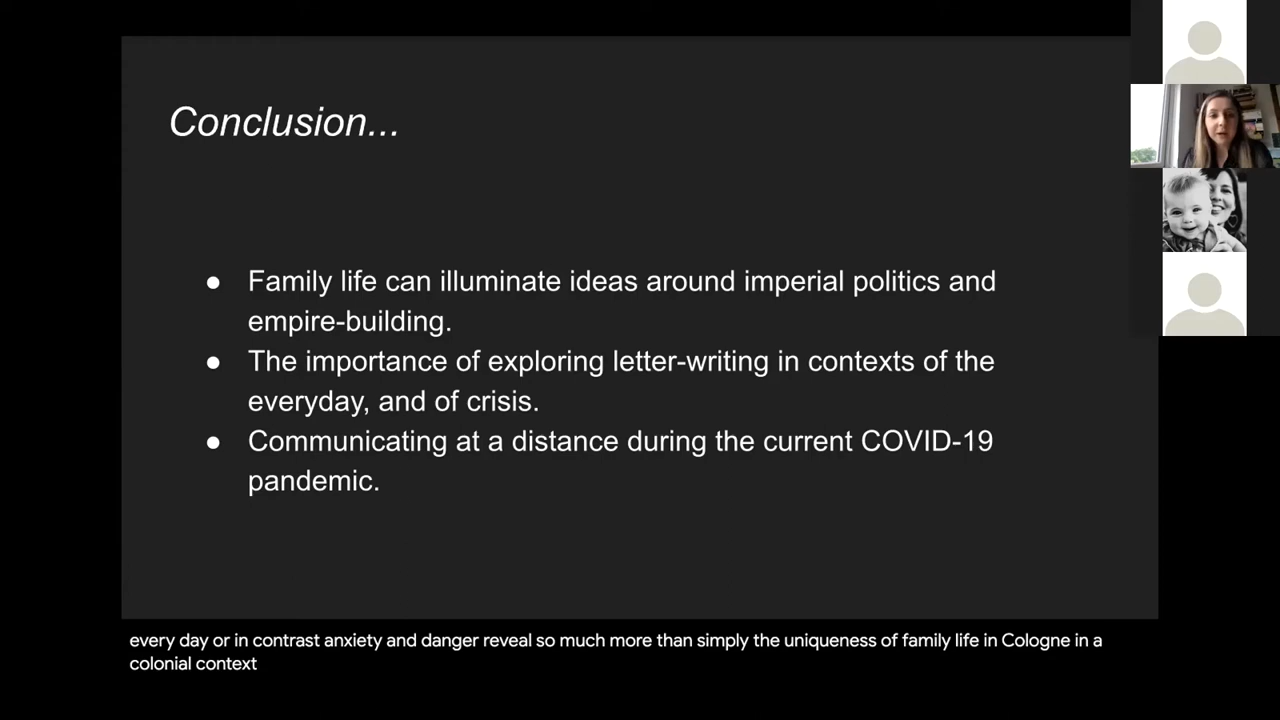 Conclusion...
● Family life can illuminate ideas around imperial politics and
empire-building.
● The importance of exploring letter-writing in contexts of the
everyday, and of crisis.
● Communicating at a distance during the current COVID-19
pandemic.
every day or in contrast anxiety and danger reveal so much more than simply the uniqueness of family life in Cologne in a
colonial context